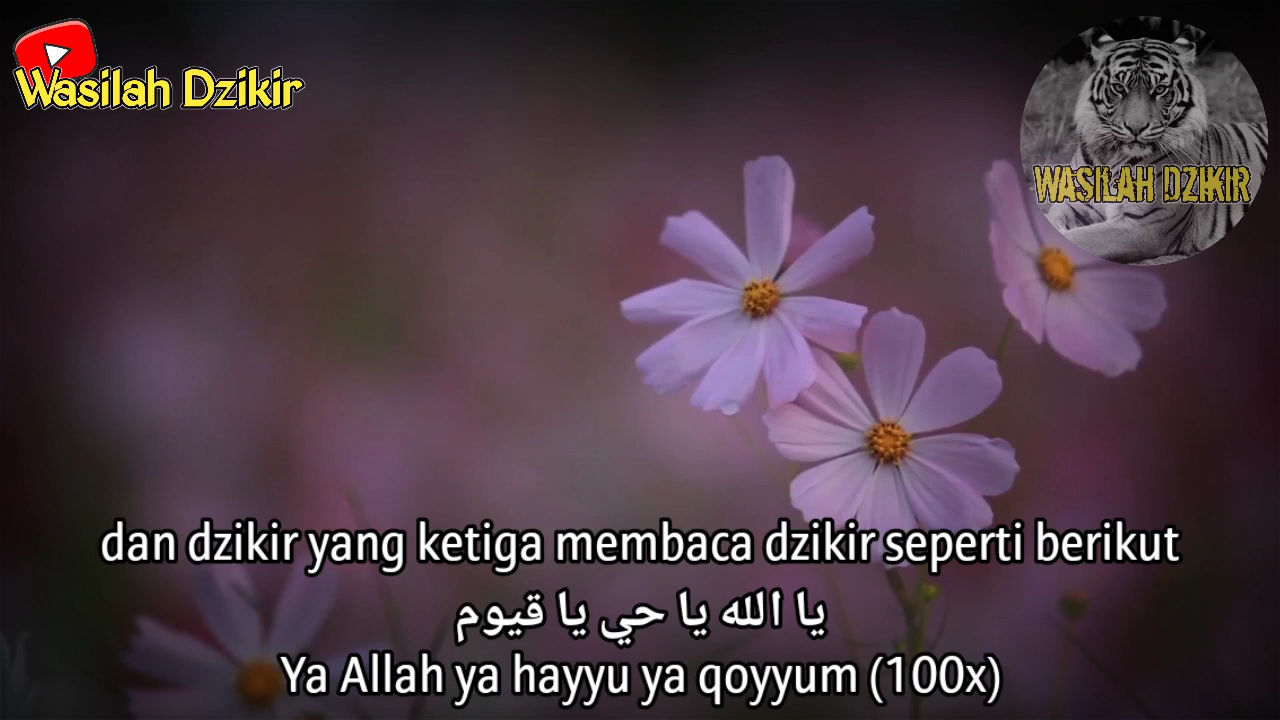 Wasilah Dzikir
WASILAH DZIKIR
dan dzikir yang ketiga membaca dzikir seperti berikut
يا الله يا حي يا قيوم
Ya Allah ya hayyu ya qoyyum (100x)